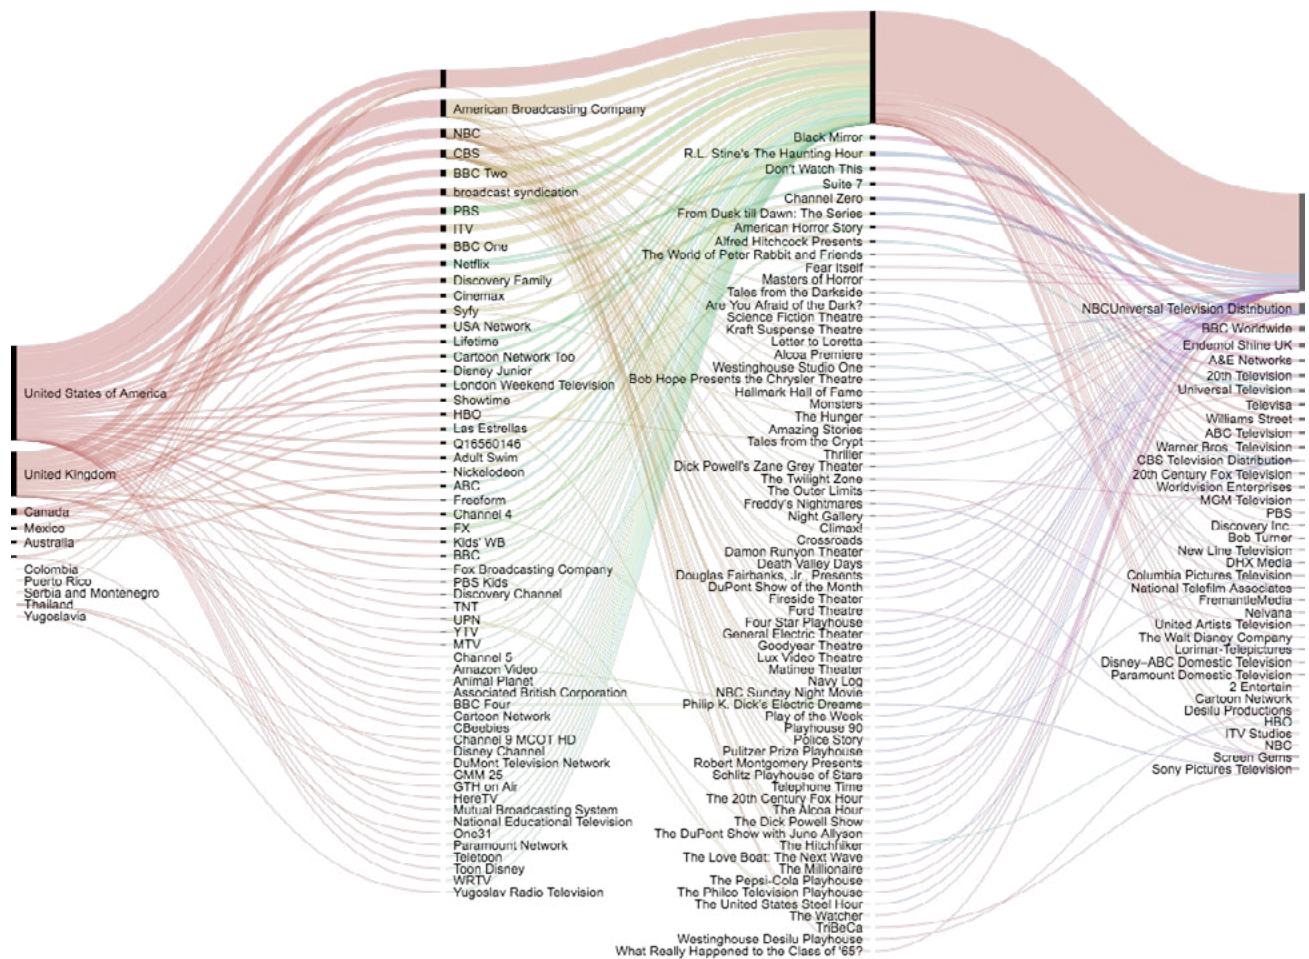 United States of America
United Kingdom
Canada
Mexico
Australia
Colombia
Puerto Rico
Serbia and Montenegro
Thailand
Yugoslavia
American Broadcasting Company
NBC
CBS
BBC Two
broadcast syndication
PBS
ITV
BBC One
Netflix
Discovery Family
Cinemax
Syfy
USA Network
Lifetime
Cartoon Network Too
Disney Junior
London Weekend Television
Showtime
HBO
Las Estrellas
Q16560146
Adult Swim
Nickelodeon
ABC
Freeform
Channel 4
FX
Kids' WB
BBC
Fox Broadcasting Company
PBS Kids
Discovery Channel
TNT
UPN
YTV
MTV
Channel 5
Amazon Video
Animal Planet
Associated British Corporation
BBC Four
Cartoon Network
CBeebies
Channel 9 MCOT HD
Disney Channel
DuMont Television Network
GMM 25
GTH on Air
HereTV
Mutual Broadcasting System
National Educational Television
One31
Paramount Network
Teletoon
Toon Disney
WRTV
Yugoslav Radio Television
Black Mirror
R.L. Stine's The Haunting Hour
Don't Watch This
Suite 7
Channel Zero
From Dusk till Dawn: The Series
American Horror Story
Alfred Hitchcock Presents
The World of Peter Rabbit and Friends
Fear Itself
Masters of Horror
Tales from the Darkside
Are You Afraid of the Dark?
Science Fiction Theatre
Kraft Suspense Theatre
Letter to Loretta
Alcoa Premiere
Westinghouse Studio One
Bob Hope Presents the Chrysler Theatre
Hallmark Hall of Fame
Monsters
The Hunger
Amazing Stories
Tales from the Crypt
Thriller
Dick Powell's Zane Grey Theater
The Twilight Zone
The Outer Limits
Freddy's Nightmares
Night Gallery
Climax!
Crossroads
Damon Runyon Theater
Death Valley Days
Douglas Fairbanks, Jr., Presents
DuPont Show of the Month
Fireside Theater
Ford Theatre
Four Star Playhouse
General Electric Theater
Goodyear Theatre
Lux Video Theatre
Matinee Theater
Navy Log
NBC Sunday Night Movie
Philip K. Dick's Electric Dreams
Play of the Week
Playhouse 90
Police Story
Pulitzer Prize Playhouse
Robert Montgomery Presents
Schlitz Playhouse of Stars
Telephone Time
The 20th Century Fox Hour
The Alcoa Hour
The Dick Powell Show
The DuPont Show with June Allyson
The Hitchhiker
The Love Boat: The Next Wave
The Millionaire
The Pepsi-Cola Playhouse
The Philco Television Playhouse
The United States Steel Hour
The Watcher
TriBeCa
Westinghouse Desilu Playhouse
What Really Happened to the Class of '65?
NBCUniversal Television Distribution
BBC Worldwide
Endemol Shine UK
A&E Networks
20th Television
Universal Television
Televisa
Williams Street
ABC Television
Warner Bros. Television
CBS Television Distribution
20th Century Fox Television
Worldvision Enterprises
MGM Television
PBS
Discovery Inc.
Bob Turner
New Line Television
DHX Media
Columbia Pictures Television
National Telefilm Associates
FremantleMedia
Nelvana
United Artists Television
The Walt Disney Company
Lorimar-Telepictures
Disney–ABC Domestic Television
Paramount Domestic Television
2 Entertain
Cartoon Network
Desilu Productions
HBO
ITV Studios
NBC
Screen Gems
Sony Pictures Television